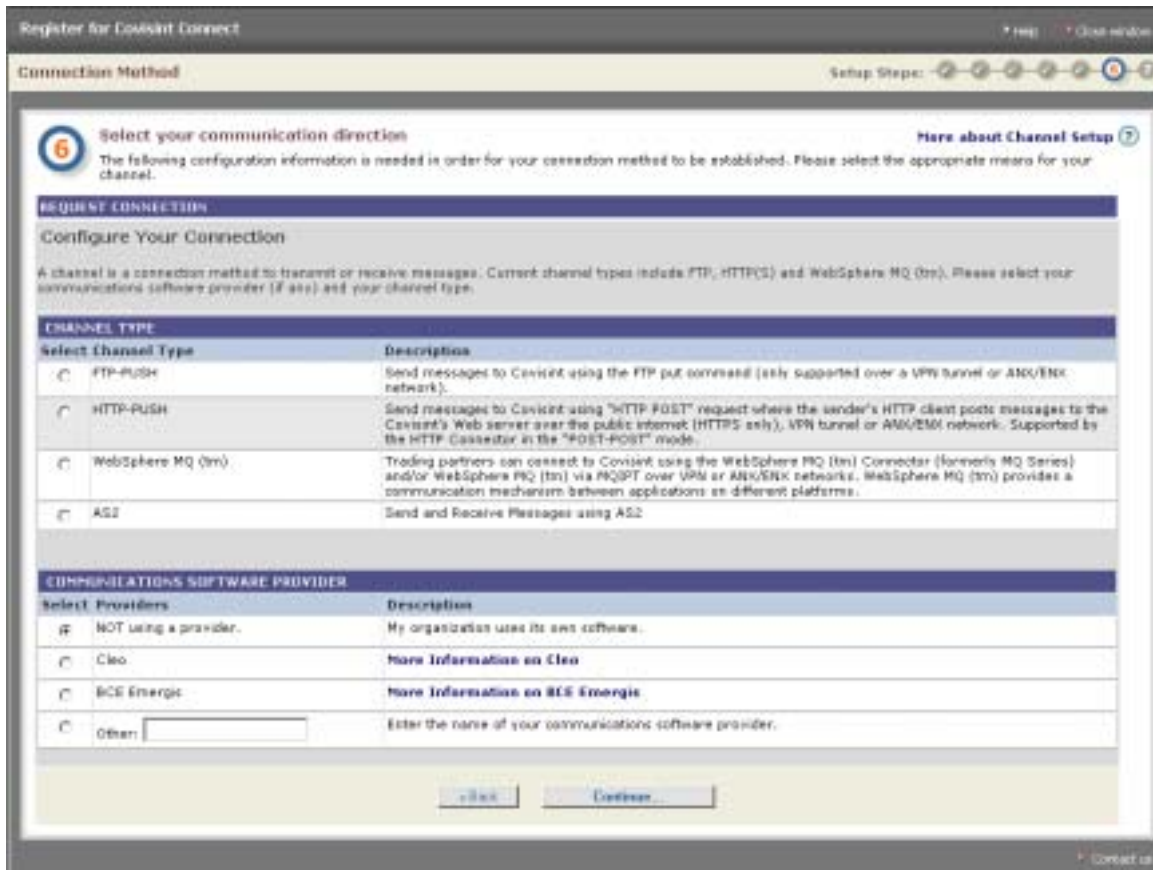 Register for Covisint Connect
Help
Close window
Connection Method
Setup Steps:
6
6
Select your communication direction
More about Channel Setup ?
The following configuration information is needed in order for your connection method to be established. Please select the appropriate means for your
channel.
REQUEST CONNECTION
Configure Your Connection
A channel is a connection method to transmit or receive messages. Current channel types include FTP, HTTP(S) and WebSphere MQ (tm). Please select your
communications software provider (if any) and your channel type.
CHANNEL TYPE
Select Channel Type Description
FTP-PUSH Send messages to Covisint using the FTP put command (only supported over a VPN tunnel or ANX/ENX
network).
HTTP-PUSH Send messages to Covisint using "HTTP POST" request where the sender's HTTP client posts messages to the
Covisint's Web server over the public internet (HTTPS only), VPN tunnel or ANX/ENX network. Supported by
the HTTP Connector in the "POST-POST" mode.
WebSphere MQ (tm) Trading partners can connect to Covisint using the WebSphere MQ (tm) Connector (formerly MQ Series)
and/or WebSphere MQ (tm) via MQIPT over VPN or ANX/ENX networks. WebSphere MQ (tm) provides a
communication mechanism between applications on different platforms.
AS2 Send and Receive Messages using AS2
COMMUNICATIONS SOFTWARE PROVIDER
Select Providers Description
NOT using a provider. My organization uses its own software.
Cleo More Information on Cleo
BCE Emergis More Information on BCE Emergis
Other: Enter the name of your communications software provider.
« Back
Continue...
Contact us